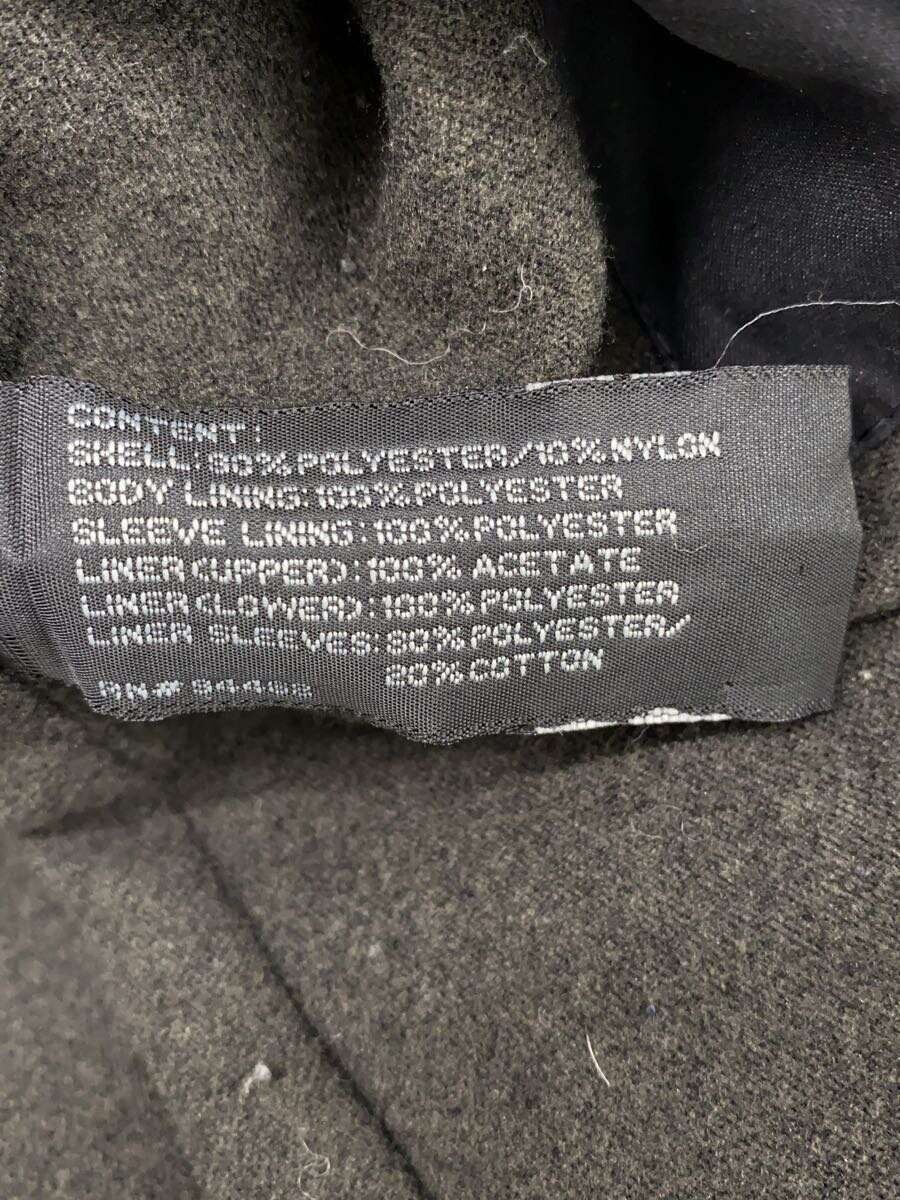 CONTENT:
SHELL: 90% POLYESTER/10% NYLON
BODY LINING: 100% POLYESTER
SLEEVE LINING: 100% POLYESTER
LINER (UPPER): 100% ACETATE
LINER (LOWER): 100% POLYESTER
LINER SLEEVES: 80% POLYESTER/
20% COTTON
RN#